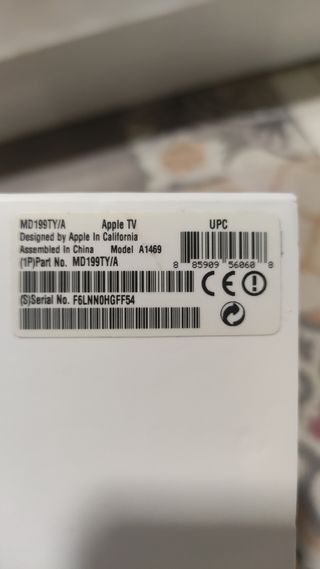 MD199TY/A Apple TV UPC
Designed by Apple In California
Assembled In China Model A1469
(1P)Part No. MD199TY/A
8 85909 56060 8
(S)Serial No. F6LNN0HGFF54